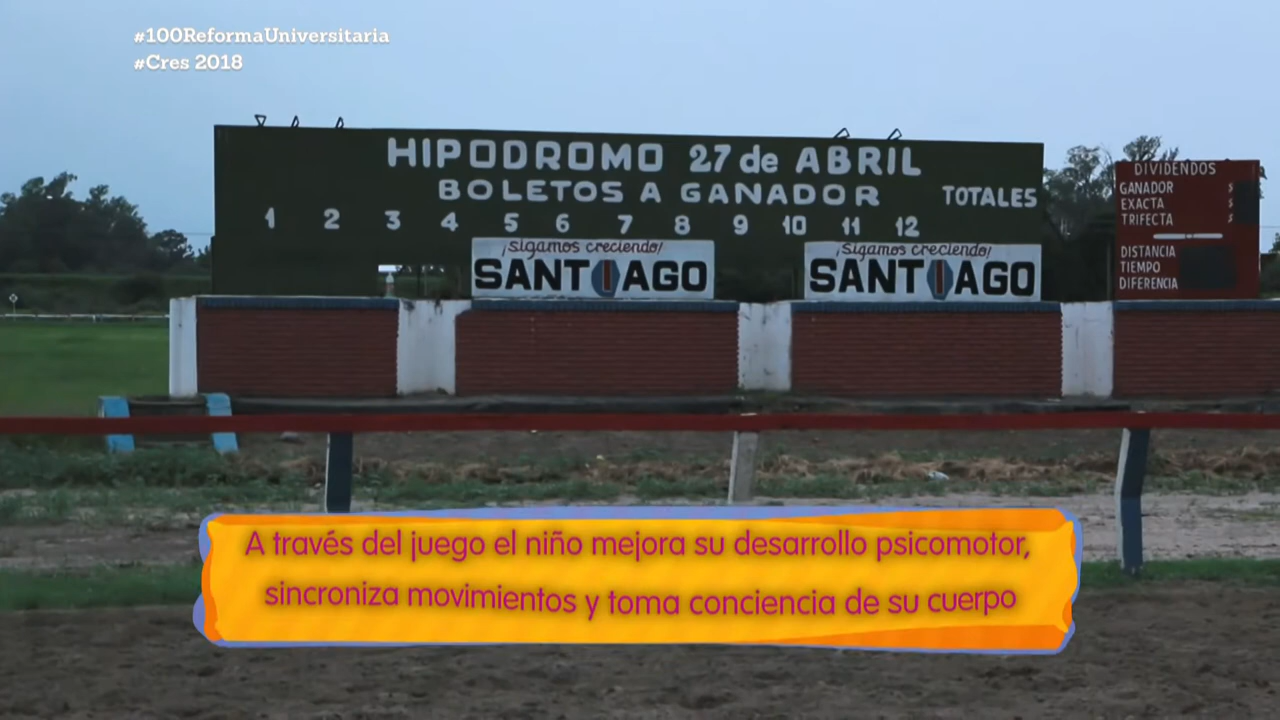 #100ReformaUniversitaria
#Cres 2018
HIPODROMO 27 de ABRIL
BOLETOS A GANADOR TOTALES
1 2 3 4 5 6 7 8 9 10 11 12
¡Sigamos creciendo!
SANTIAGO
¡Sigamos creciendo!
SANTIAGO
DIVIDENDOS
GANADOR $
EXACTA $
TRIFECTA $
DISTANCIA
TIEMPO
DIFERENCIA
A través del juego el niño mejora su desarrollo psicomotor,
sincroniza movimientos y toma conciencia de su cuerpo